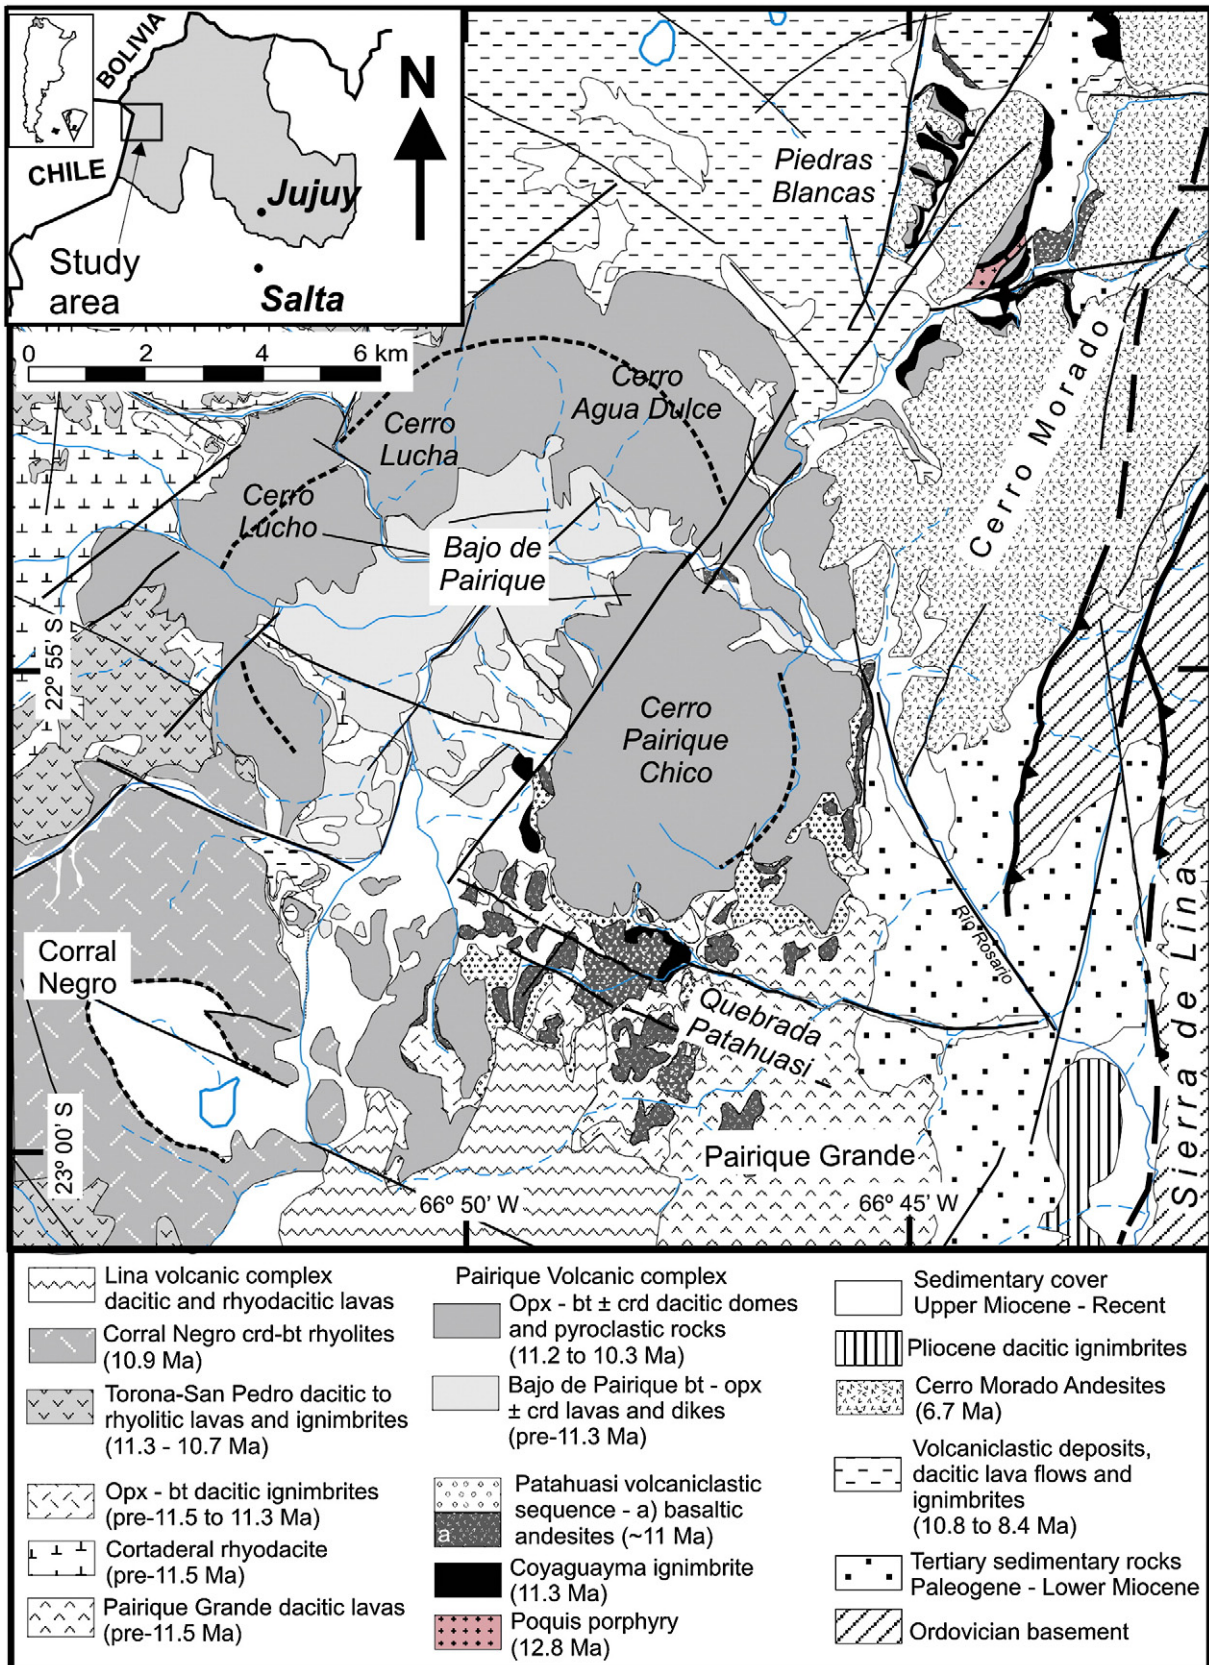 BOLIVIA
CHILE
N
Jujuy
Study
area
Salta
0 2 4 6 km
Piedras
Blancas
Cerro
Agua Dulce
Cerro
Lucha
Cerro
Lucho
Bajo de
Pairique
Cerro Morado
22º 55' S
Cerro
Pairique
Chico
Corral
Negro
Río Rosario
Quebrada
Patahuasi
Sierra de Lina
Pairique Grande
23º 00' S
66º 50' W
66º 45' W
Lina volcanic complex
dacitic and rhyodacitic lavas
Corral Negro crd-bt rhyolites
(10.9 Ma)
Torona-San Pedro dacitic to
rhyolitic lavas and ignimbrites
(11.3 - 10.7 Ma)
Opx - bt dacitic ignimbrites
(pre-11.5 to 11.3 Ma)
Cortaderal rhyodacite
(pre-11.5 Ma)
Pairique Grande dacitic lavas
(pre-11.5 Ma)
Pairique Volcanic complex
Opx - bt ± crd dacitic domes
and pyroclastic rocks
(11.2 to 10.3 Ma)
Bajo de Pairique bt - opx
± crd lavas and dikes
(pre-11.3 Ma)
Patahuasi volcaniclastic
sequence - a) basaltic
andesites (~11 Ma)
a
Coyaguayma ignimbrite
(11.3 Ma)
Poquis porphyry
(12.8 Ma)
Sedimentary cover
Upper Miocene - Recent
Pliocene dacitic ignimbrites
Cerro Morado Andesites
(6.7 Ma)
Volcaniclastic deposits,
dacitic lava flows and
ignimbrites
(10.8 to 8.4 Ma)
Tertiary sedimentary rocks
Paleogene - Lower Miocene
Ordovician basement